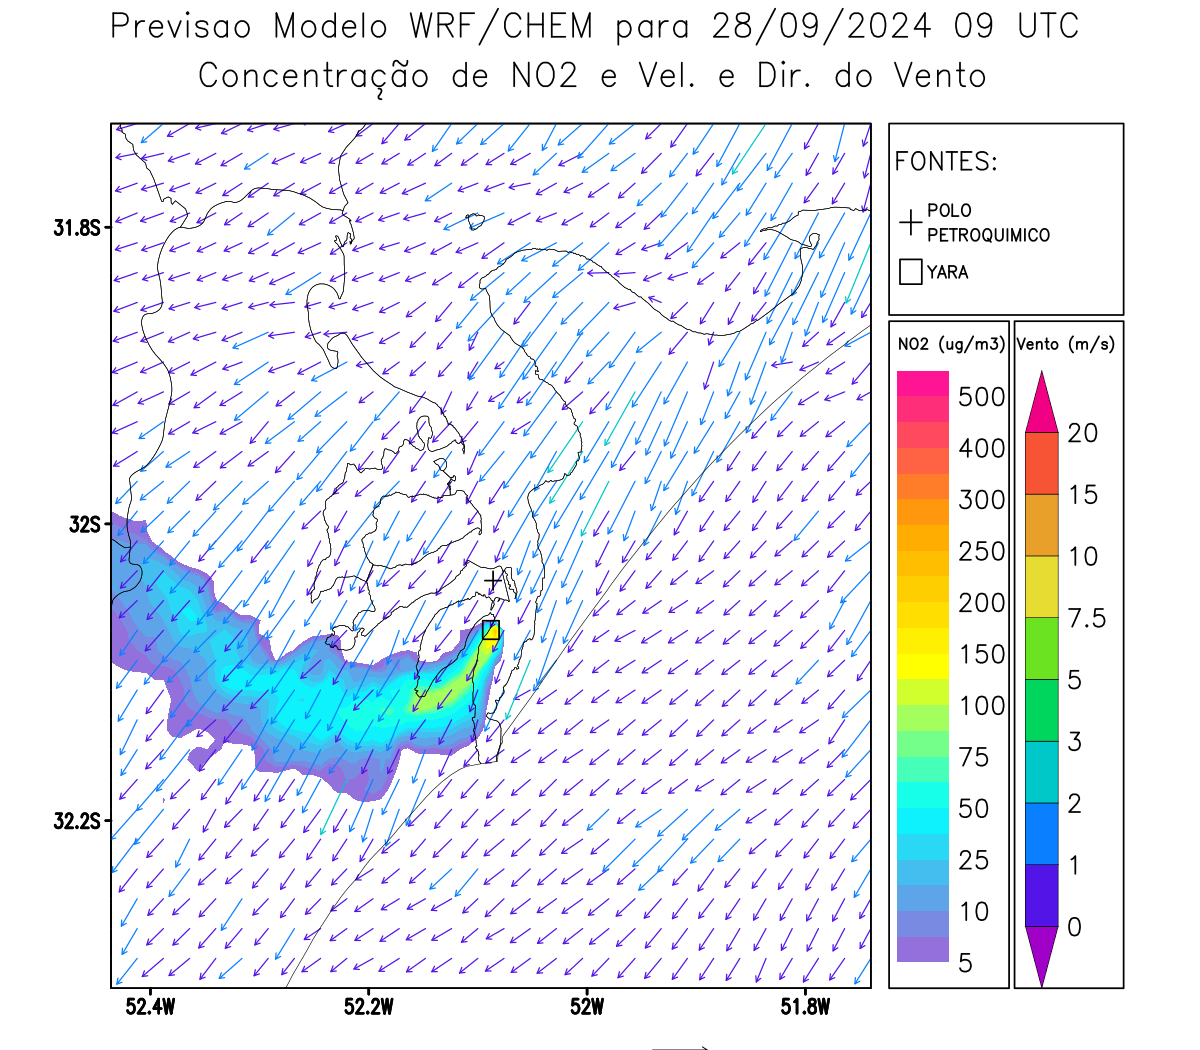 Previsao Modelo WRF/CHEM para 28/09/2024 09 UTC
Concentração de NO2 e Vel. e Dir. do Vento
FONTES:
POLO
PETROQUIMICO
YARA
NO2 (ug/m3)
500
400
300
250
200
150
100
75
50
25
10
5
Vento (m/s)
20
15
10
7.5
5
3
2
1
0
31.8S
32S
32.2S
52.4W
52.2W
52W
51.8W